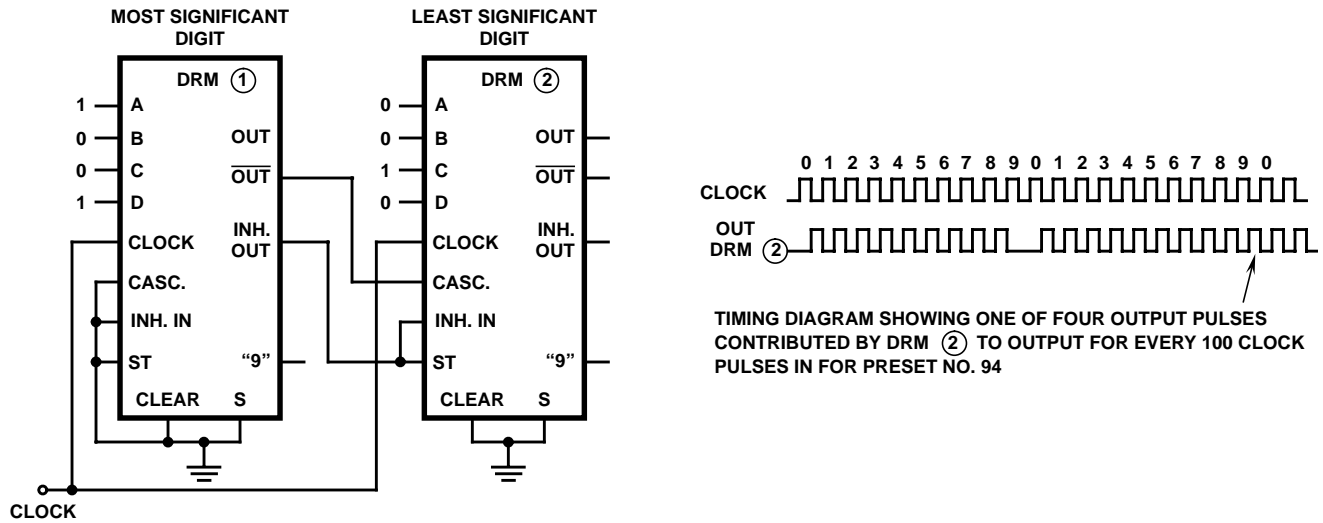 MOST SIGNIFICANT
DIGIT
DRM 1
1 A
0 B
0 C
1 D
CLOCK
CASC.
INH. IN
ST
OUT
OUT
INH.
OUT
“9”
CLEAR S
CLOCK
LEAST SIGNIFICANT
DIGIT
DRM 2
0 A
0 B
1 C
0 D
CLOCK
CASC.
INH. IN
ST
OUT
OUT
INH.
OUT
“9”
CLEAR S
0 1 2 3 4 5 6 7 8 9 0 1 2 3 4 5 6 7 8 9 0
CLOCK
OUT
DRM 2
TIMING DIAGRAM SHOWING ONE OF FOUR OUTPUT PULSES
CONTRIBUTED BY DRM 2 TO OUTPUT FOR EVERY 100 CLOCK
PULSES IN FOR PRESET NO. 94